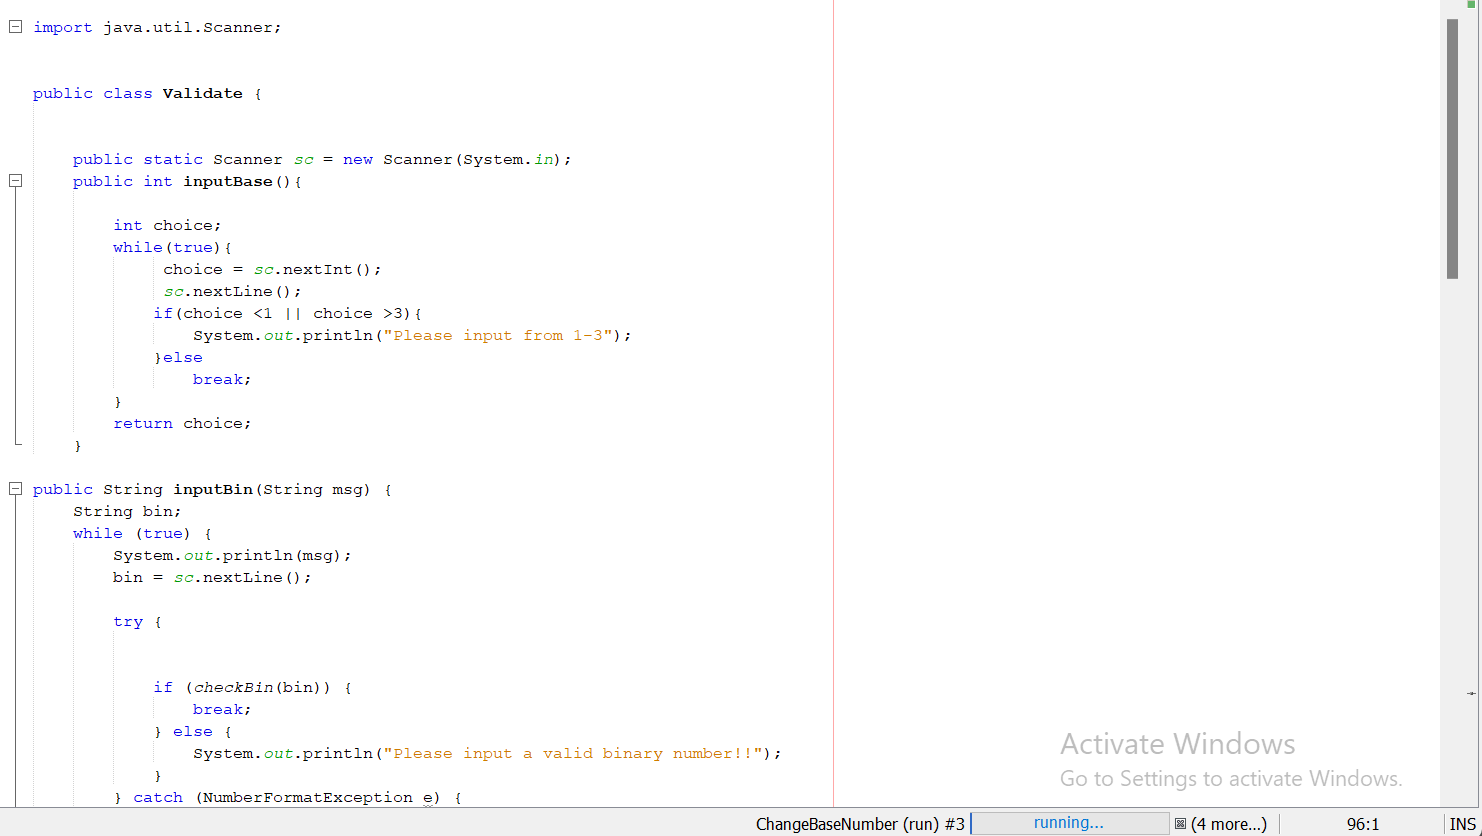 import java.util.Scanner;
public class Validate {
public static Scanner sc = new Scanner(System.in);
public int inputBase(){
int choice;
while(true){
choice = sc.nextInt();
sc.nextLine();
if(choice <1 || choice >3){
System.out.println("Please input from 1-3");
}else
break;
}
return choice;
}
public String inputBin(String msg) {
String bin;
while (true) {
System.out.println(msg);
bin = sc.nextLine();
try {
if (checkBin(bin)) {
break;
} else {
System.out.println("Please input a valid binary number!!");
}
} catch (NumberFormatException e) {
Activate Windows
Go to Settings to activate Windows.
ChangeBaseNumber (run) #3 running... (4 more...) 96:1 INS